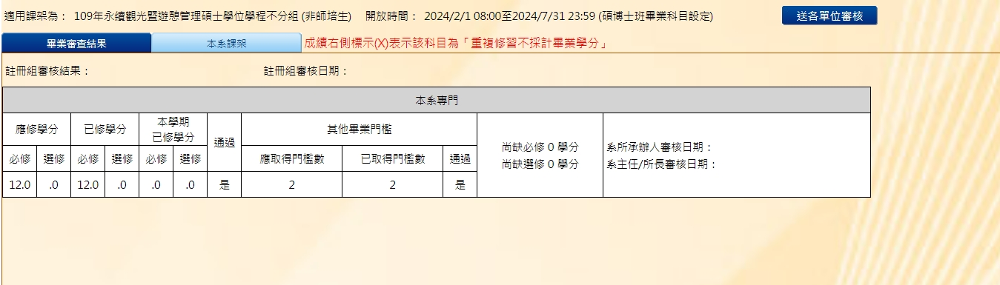 適用課架為： 109年永續觀光暨遊憩管理碩士學位學程不分組 (非師培生) 開放時間： 2024/2/1 08:00至2024/7/31 23:59 (碩博士班畢業科目設定) 送各單位審核
畢業審查結果 本系課架 成績右側標示(X)表示該科目為「重複修習不採計畢業學分」
註冊組審核結果： 註冊組審核日期：
本系專門
應修學分 已修學分 本學期 已修學分 通過 其他畢業門檻 尚缺必修 0 學分 尚缺選修 0 學分 系所承辦人審核日期： 系主任/所長審核日期：
必修 選修 必修 選修 必修 選修 應取得門檻數 已取得門檻數 通過
12.0 .0 12.0 .0 .0 .0 是 2 2 是